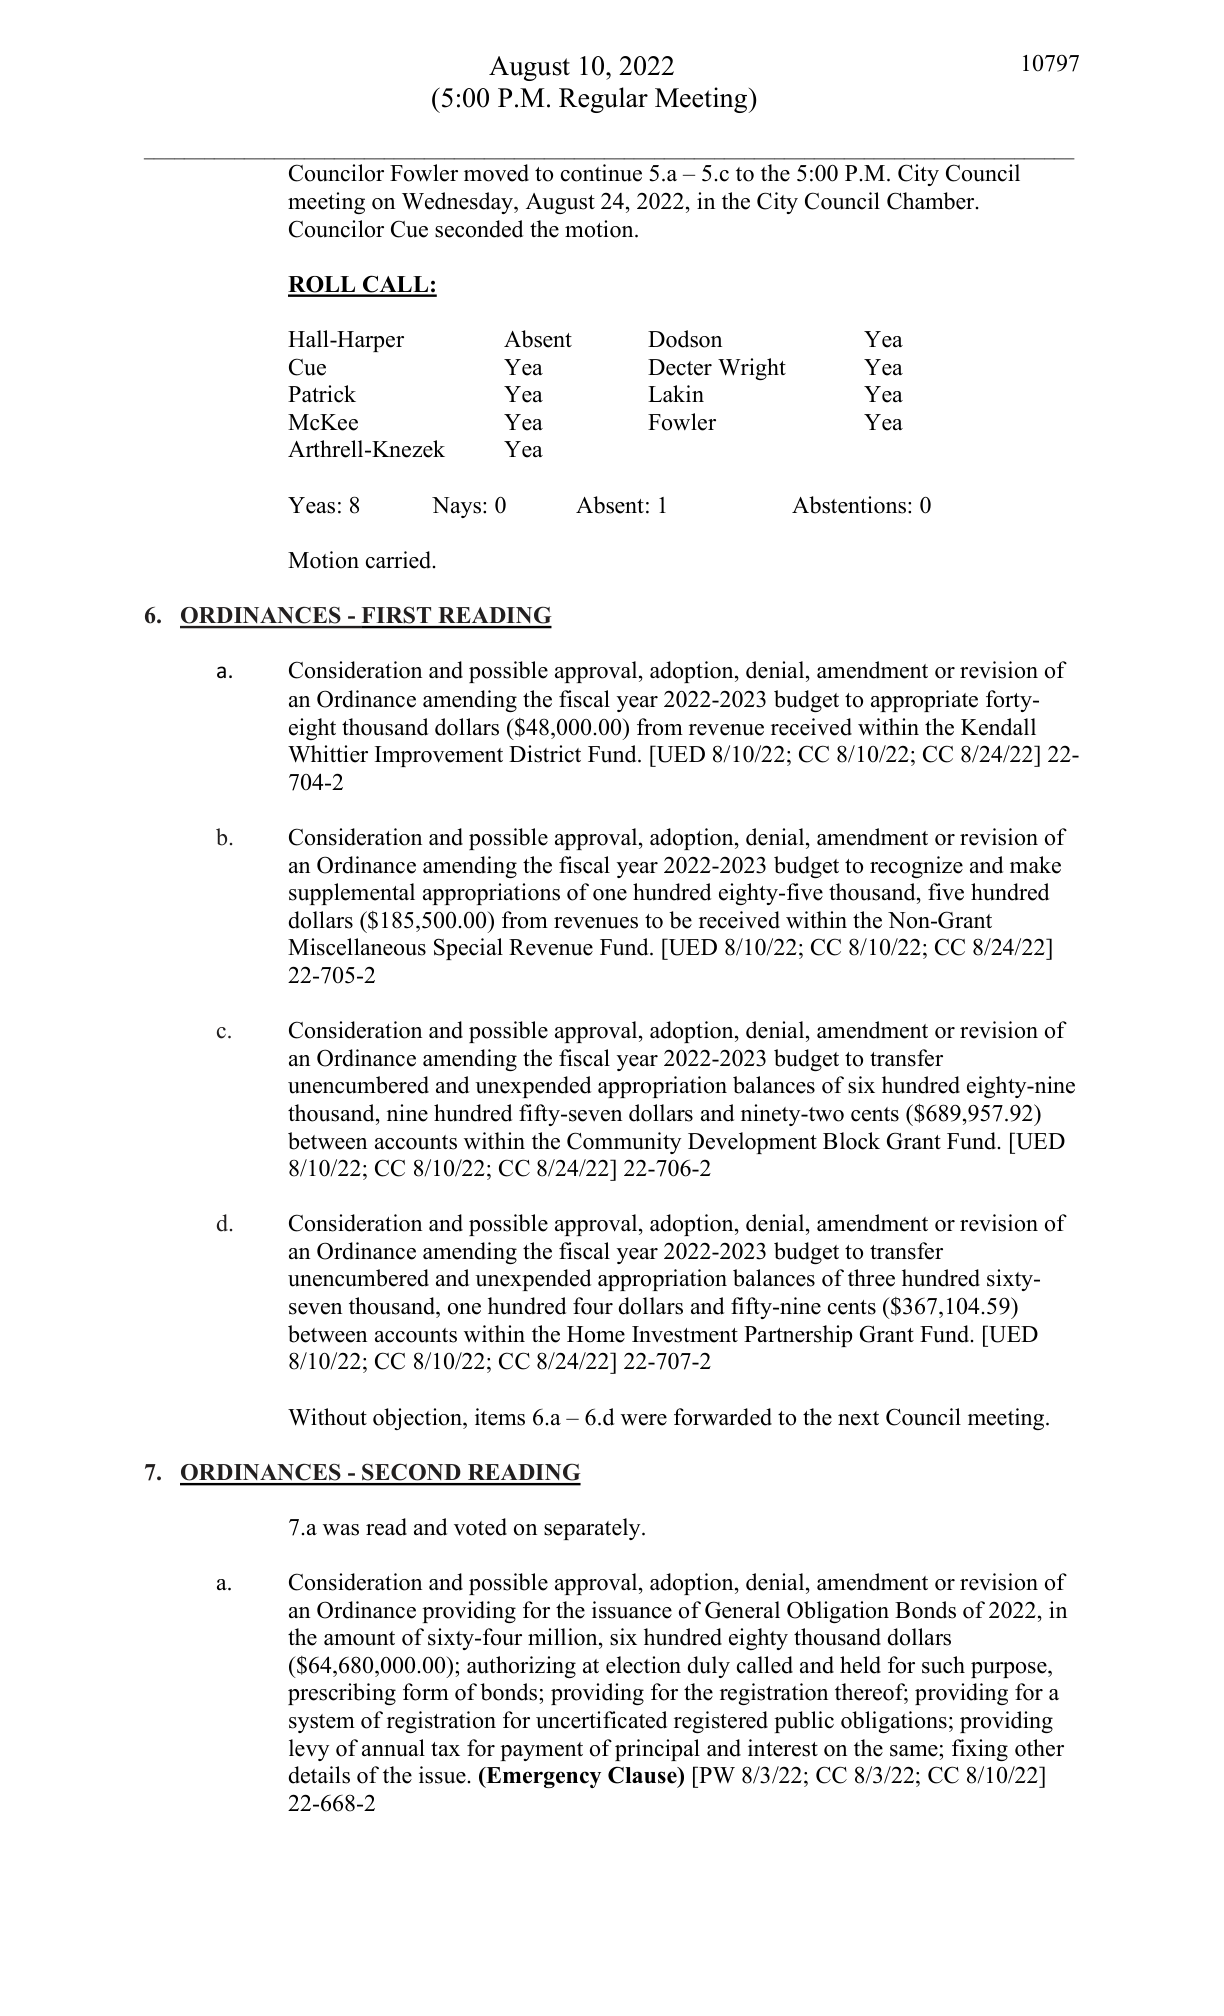 August 10, 2022
10797
(5:00 P.M. Regular Meeting)
Councilor Fowler moved to continue 5.a – 5.c to the 5:00 P.M. City Council
meeting on Wednesday, August 24, 2022, in the City Council Chamber.
Councilor Cue seconded the motion.
ROLL CALL:
Hall-Harper Absent Dodson Yea
Cue Yea Decter Wright Yea
Patrick Yea Lakin Yea
McKee Yea Fowler Yea
Arthrell-Knezek Yea
Yeas: 8 Nays: 0 Absent: 1 Abstentions: 0
Motion carried.
6. ORDINANCES - FIRST READING
a. Consideration and possible approval, adoption, denial, amendment or revision of
an Ordinance amending the fiscal year 2022-2023 budget to appropriate forty-
eight thousand dollars ($48,000.00) from revenue received within the Kendall
Whittier Improvement District Fund. [UED 8/10/22; CC 8/10/22; CC 8/24/22] 22-
704-2
b. Consideration and possible approval, adoption, denial, amendment or revision of
an Ordinance amending the fiscal year 2022-2023 budget to recognize and make
supplemental appropriations of one hundred eighty-five thousand, five hundred
dollars ($185,500.00) from revenues to be received within the Non-Grant
Miscellaneous Special Revenue Fund. [UED 8/10/22; CC 8/10/22; CC 8/24/22]
22-705-2
c. Consideration and possible approval, adoption, denial, amendment or revision of
an Ordinance amending the fiscal year 2022-2023 budget to transfer
unencumbered and unexpended appropriation balances of six hundred eighty-nine
thousand, nine hundred fifty-seven dollars and ninety-two cents ($689,957.92)
between accounts within the Community Development Block Grant Fund. [UED
8/10/22; CC 8/10/22; CC 8/24/22] 22-706-2
d. Consideration and possible approval, adoption, denial, amendment or revision of
an Ordinance amending the fiscal year 2022-2023 budget to transfer
unencumbered and unexpended appropriation balances of three hundred sixty-
seven thousand, one hundred four dollars and fifty-nine cents ($367,104.59)
between accounts within the Home Investment Partnership Grant Fund. [UED
8/10/22; CC 8/10/22; CC 8/24/22] 22-707-2
Without objection, items 6.a – 6.d were forwarded to the next Council meeting.
7. ORDINANCES - SECOND READING
7.a was read and voted on separately.
a. Consideration and possible approval, adoption, denial, amendment or revision of
an Ordinance providing for the issuance of General Obligation Bonds of 2022, in
the amount of sixty-four million, six hundred eighty thousand dollars
($64,680,000.00); authorizing at election duly called and held for such purpose,
prescribing form of bonds; providing for the registration thereof; providing for a
system of registration for uncertificated registered public obligations; providing
levy of annual tax for payment of principal and interest on the same; fixing other
details of the issue. (Emergency Clause) [PW 8/3/22; CC 8/3/22; CC 8/10/22]
22-668-2